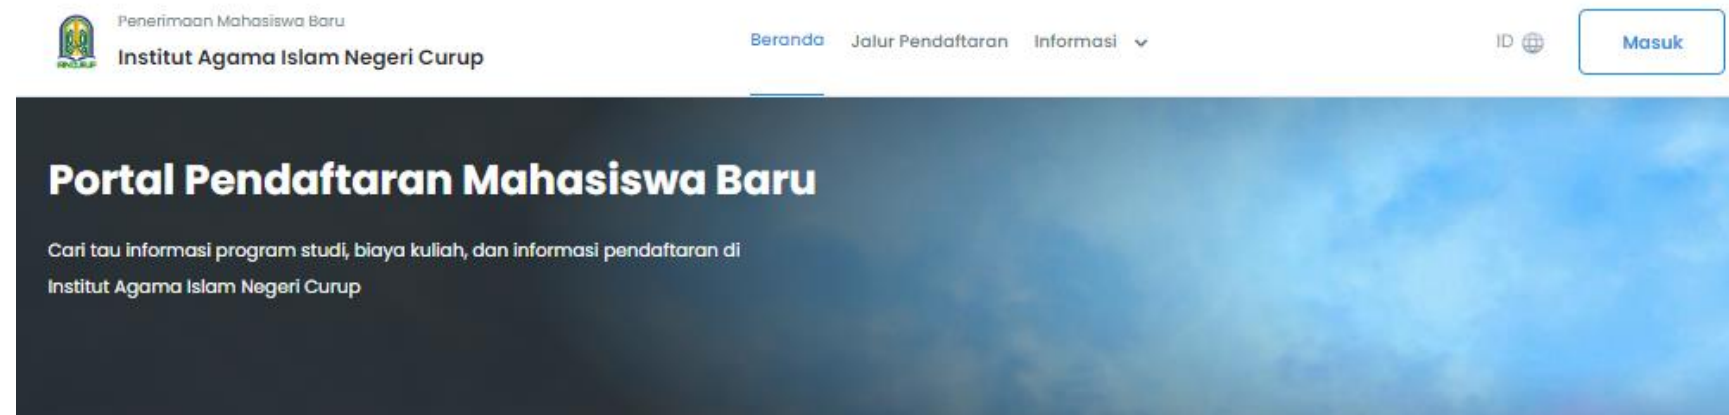 Penerimaan Mahasiswa Baru
Institut Agama Islam Negeri Curup
Beranda Jalur Pendaftaran Informasi
ID
Masuk
Portal Pendaftaran Mahasiswa Baru
Cari tau informasi program studi, biaya kuliah, dan informasi pendaftaran di
Institut Agama Islam Negeri Curup